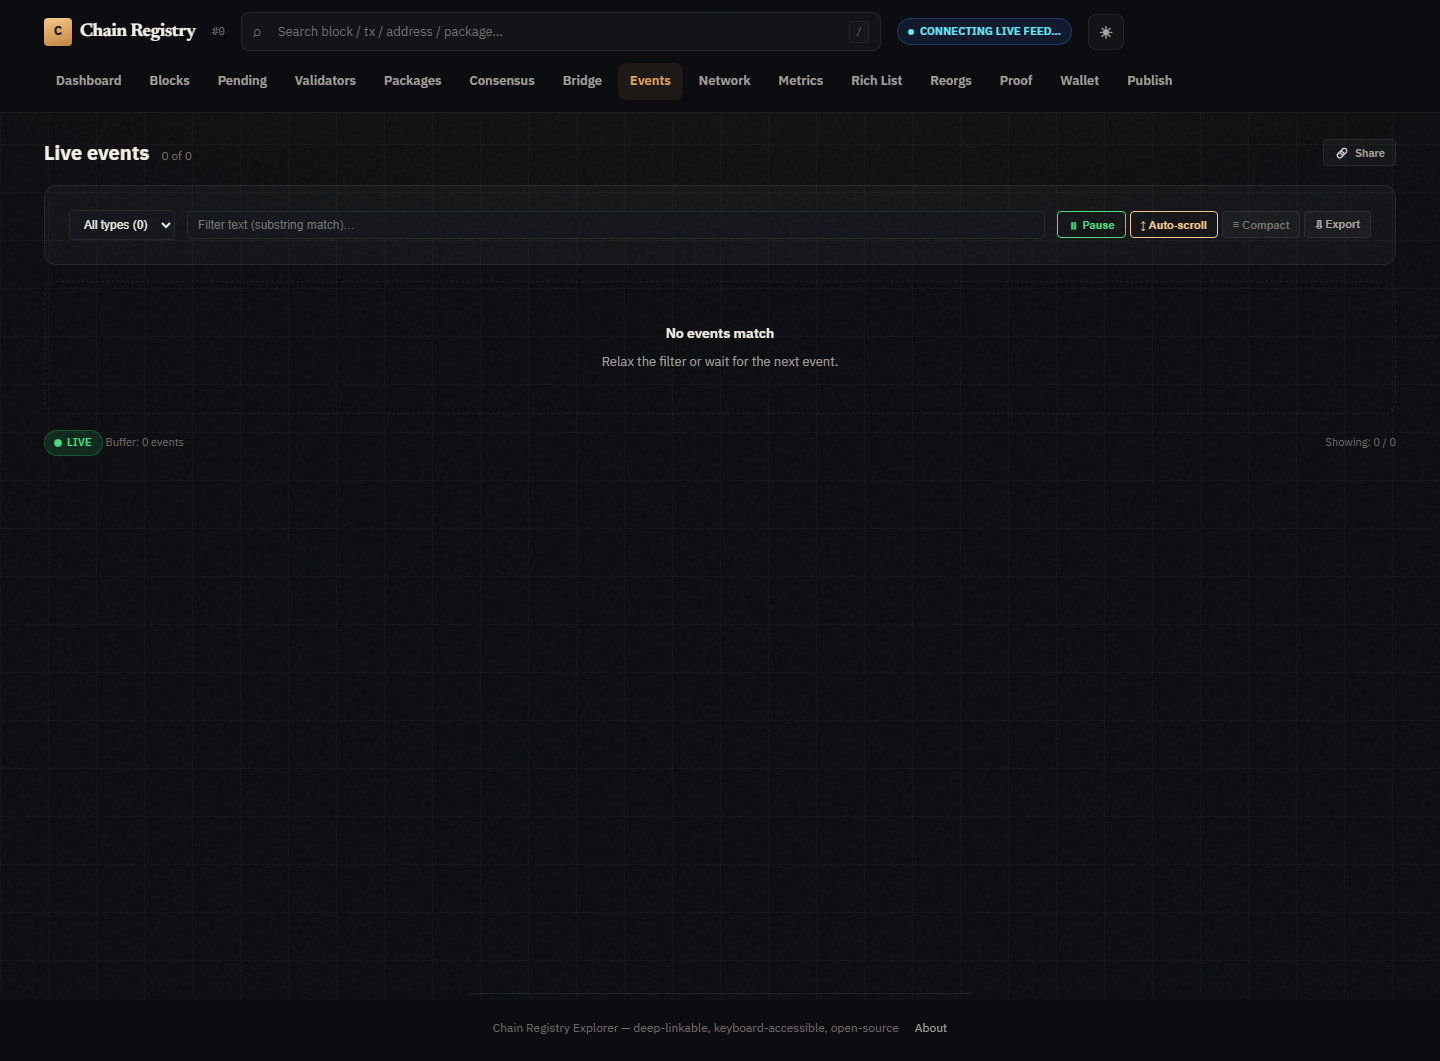 C Chain Registry #0 Search block / tx / address / package... / CONNECTING LIVE FEED...
Dashboard Blocks Pending Validators Packages Consensus Bridge Events Network Metrics Rich List Reorgs Proof Wallet Publish
Live events 0 of 0 Share
All types (0) Filter text (substring match)... Pause Auto-scroll Compact Export
No events match
Relax the filter or wait for the next event.
LIVE Buffer: 0 events Showing: 0 / 0
Chain Registry Explorer — deep-linkable, keyboard-accessible, open-source About